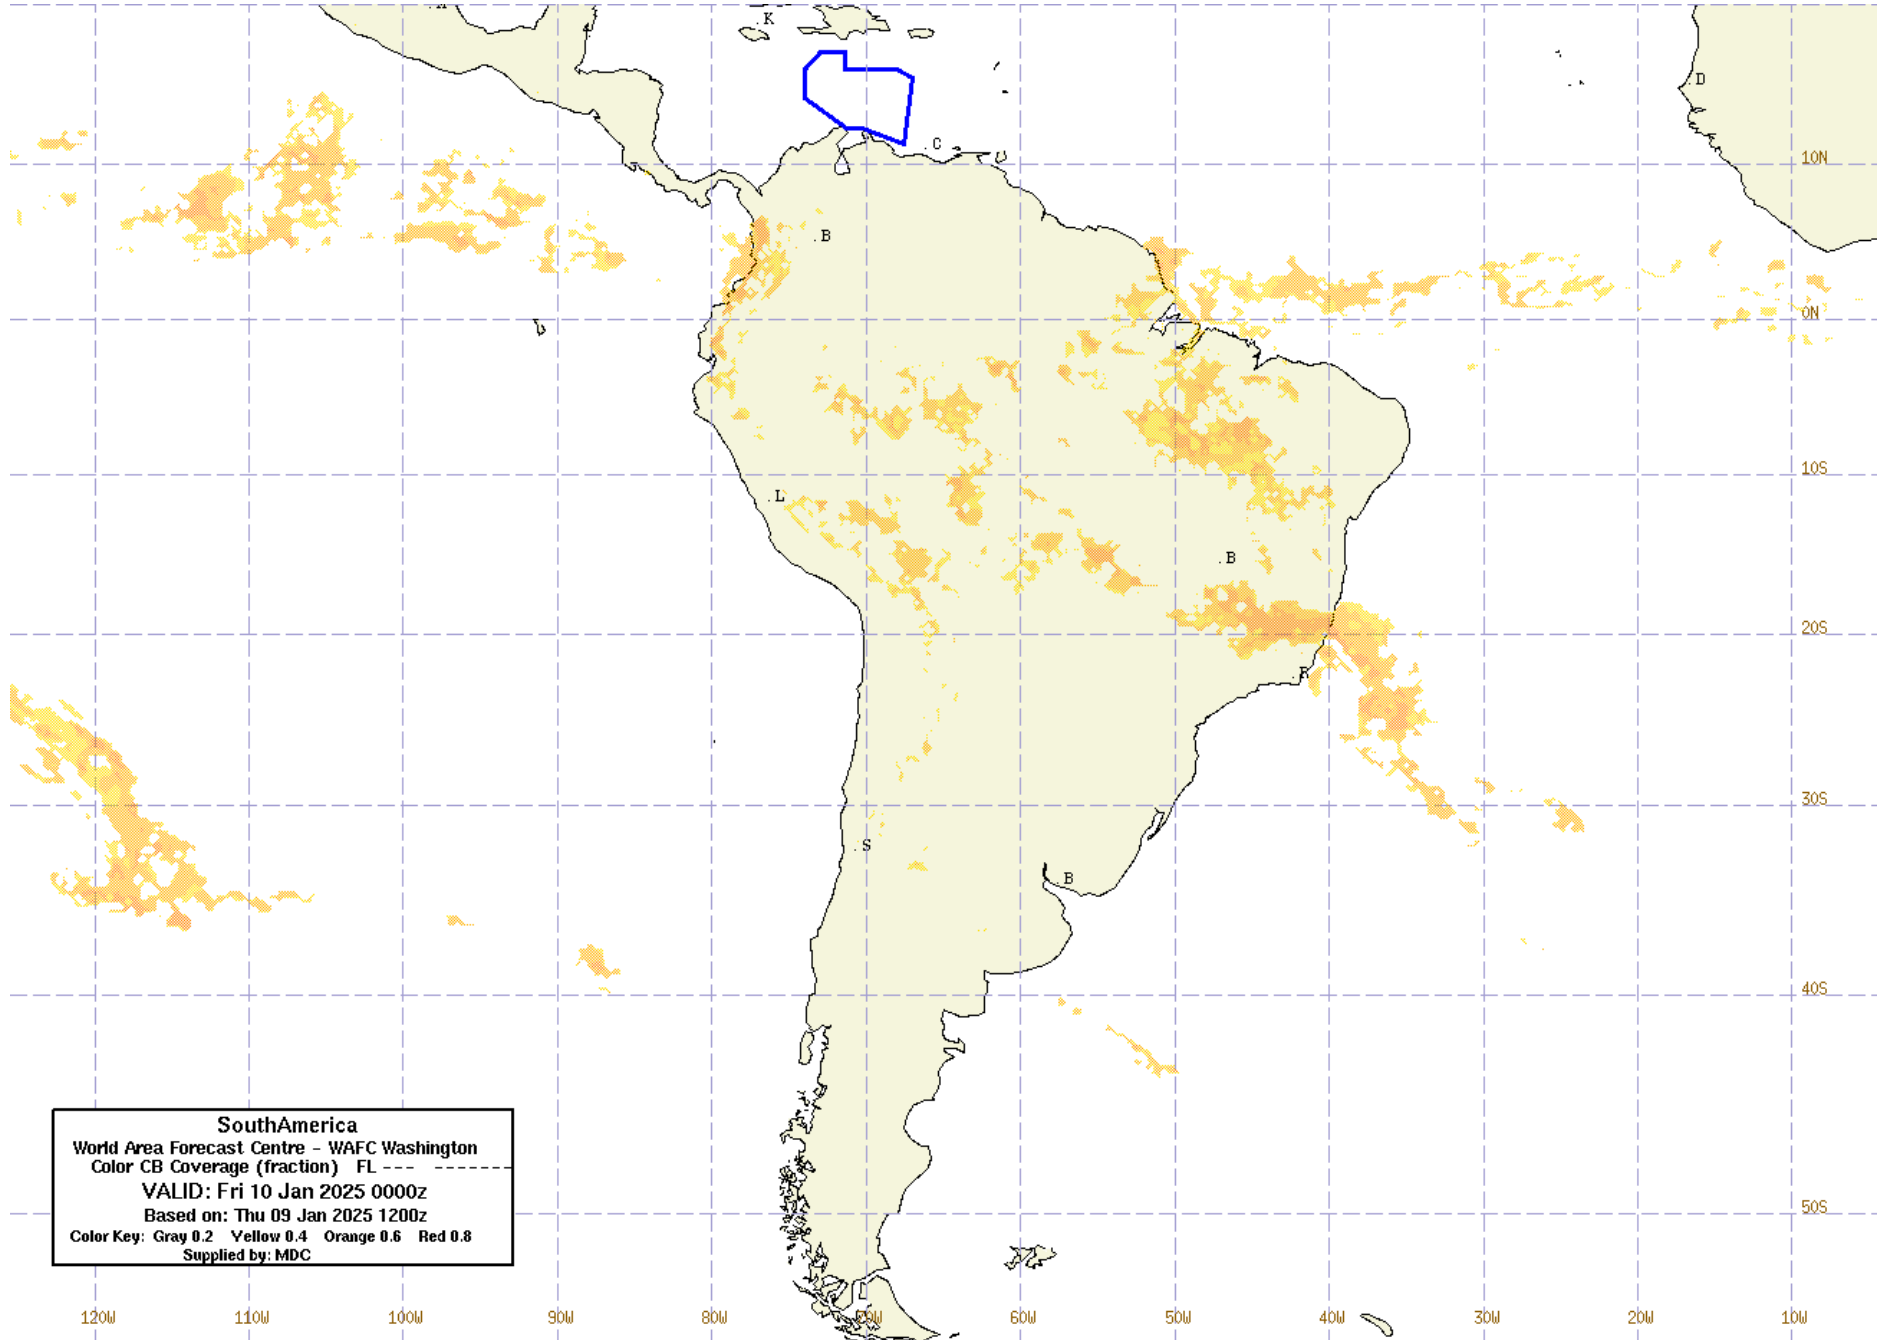 K
D
C
10N
B
0N
10S
L
B
20S
R
30S
S
B
40S
SouthAmerica
World Area Forecast Centre - WAFC Washington
Color CB Coverage (fraction) FL --- -------
VALID: Fri 10 Jan 2025 0000z
Based on: Thu 09 Jan 2025 1200z
Color Key: Gray 0.2 Yellow 0.4 Orange 0.6 Red 0.8
Supplied by: MDC
50S
120W 110W 100W 80W 70W 60W 50W 40W 30W 20W 10W